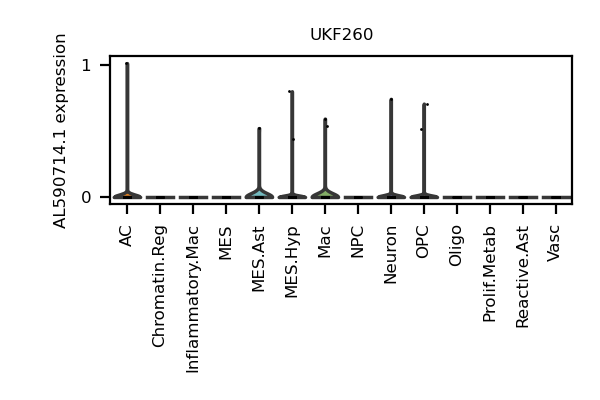 UKF260
AL590714.1 expression
1
0
AC
Chromatin.Reg
Inflammatory.Mac
MES
MES.Ast
MES.Hyp
Mac
NPC
Neuron
OPC
Oligo
Prolif.Metab
Reactive.Ast
Vasc